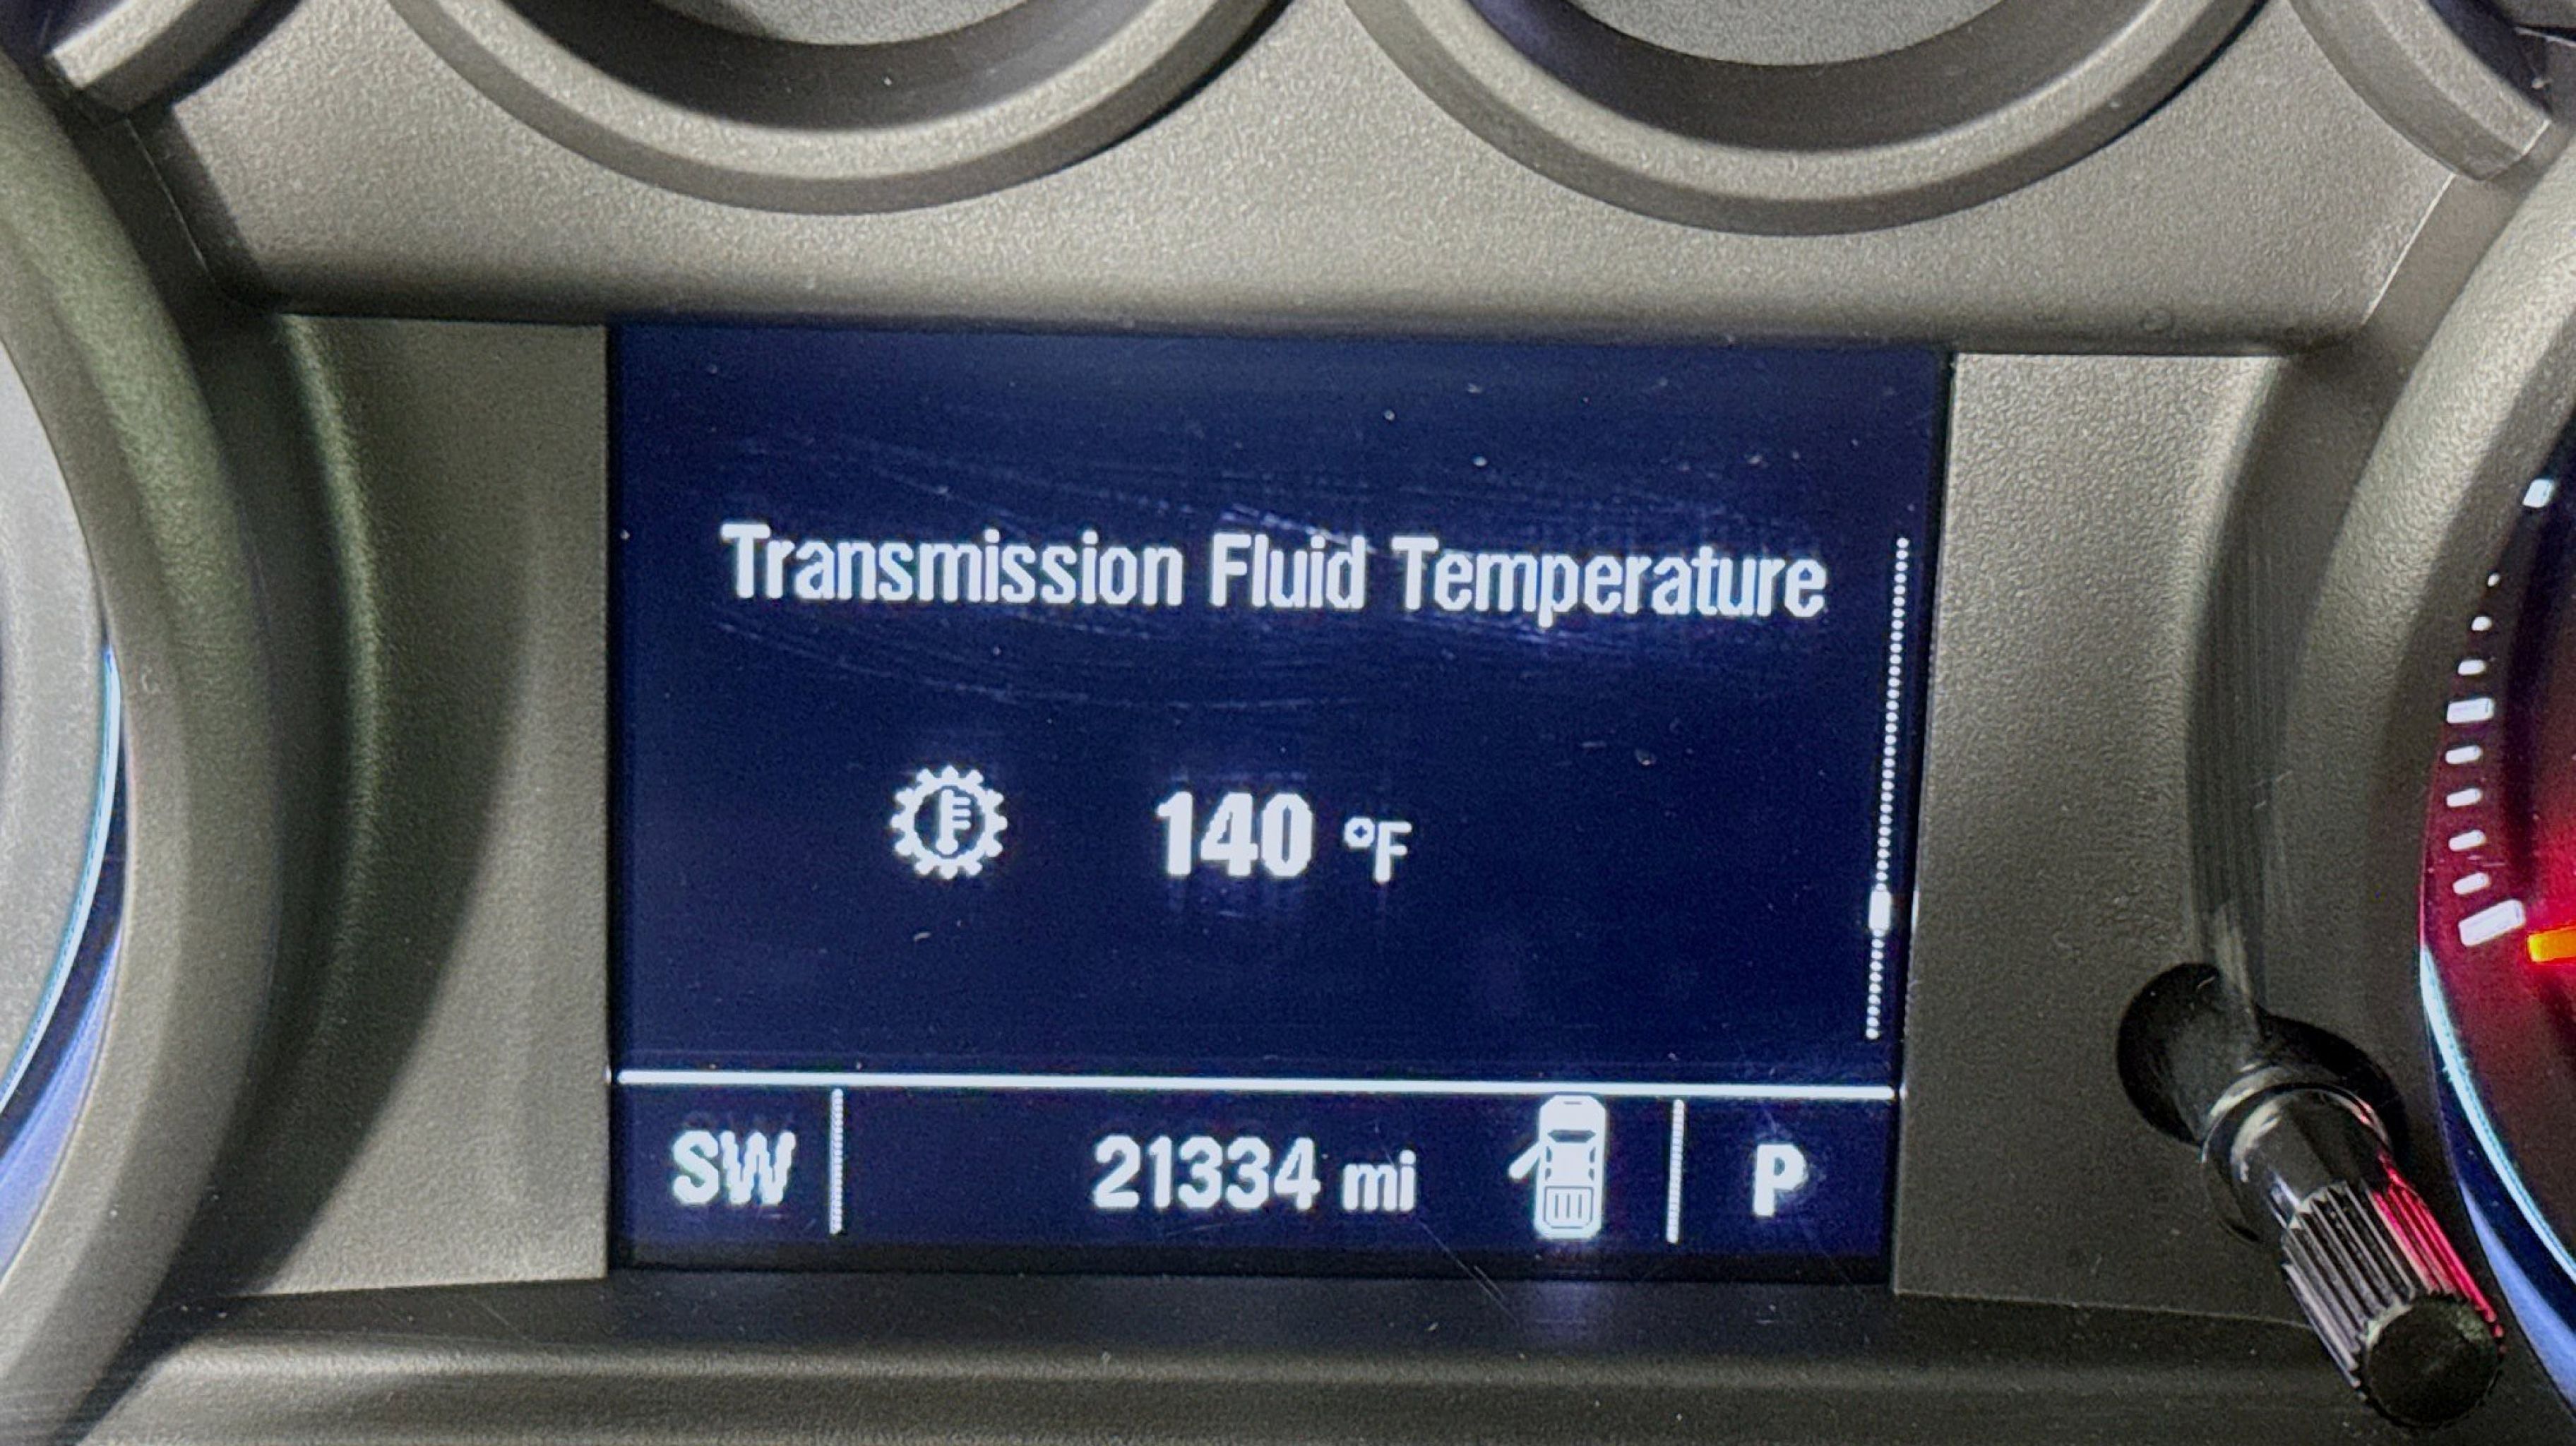 Transmission Fluid Temperature
140 °F
SW 21334 mi P